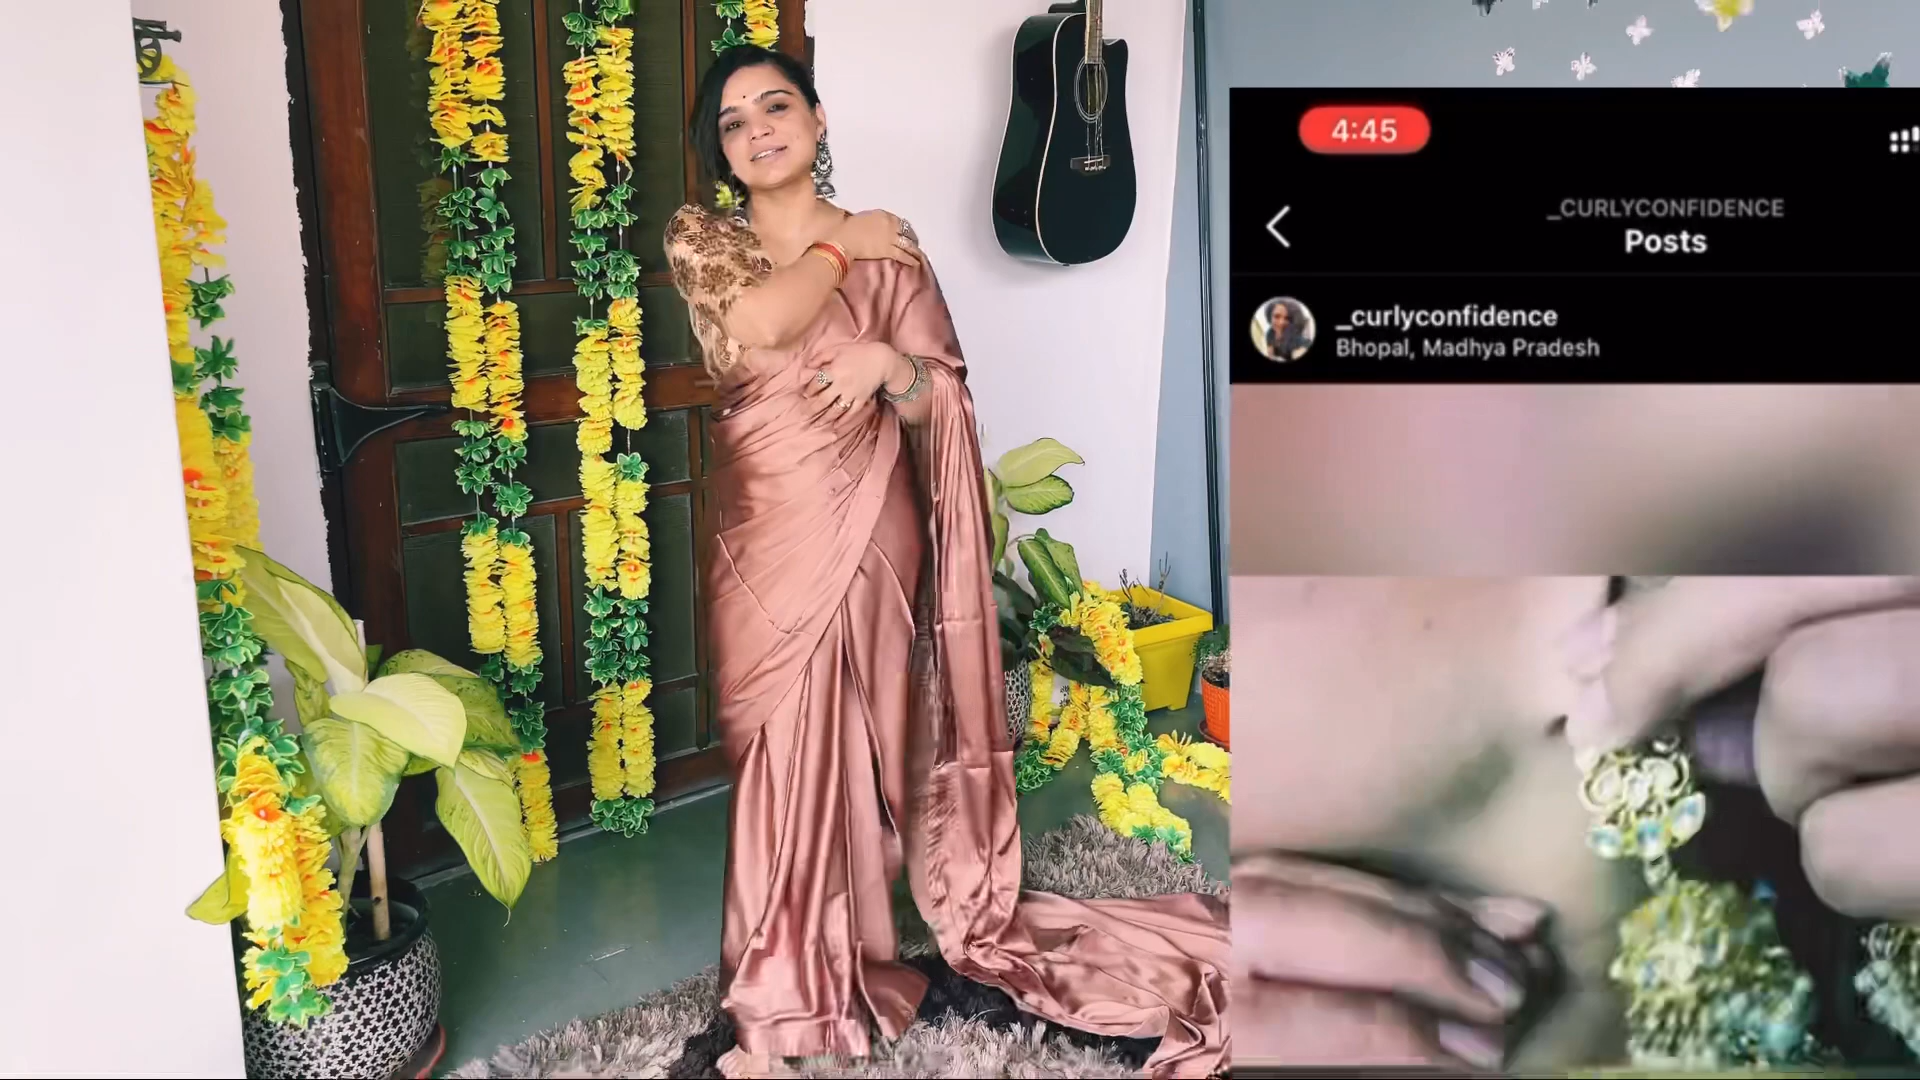 4:45
_CURLYCONFIDENCE
Posts
_curlyconfidence
Bhopal, Madhya Pradesh